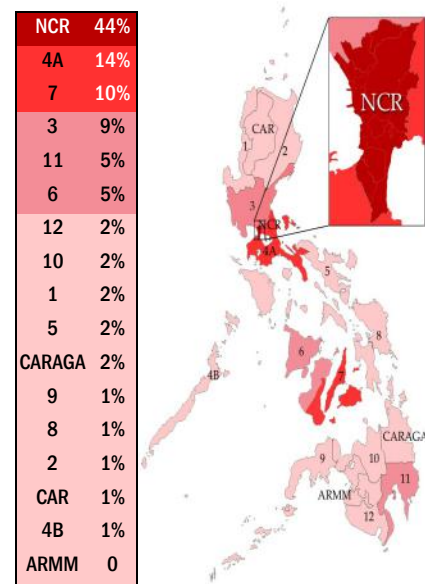 NCR 44%
4A 14%
7 10%
3 9%
11 5%
6 5%
12 2%
10 2%
1 2%
5 2%
CARAGA 2%
9 1%
8 1%
2 1%
CAR 1%
4B 1%
ARMM 0
NCR
CAR
1
2
3
NCR
4A
5
8
6
7
4B
CARAGA
9
10
11
ARMM
12